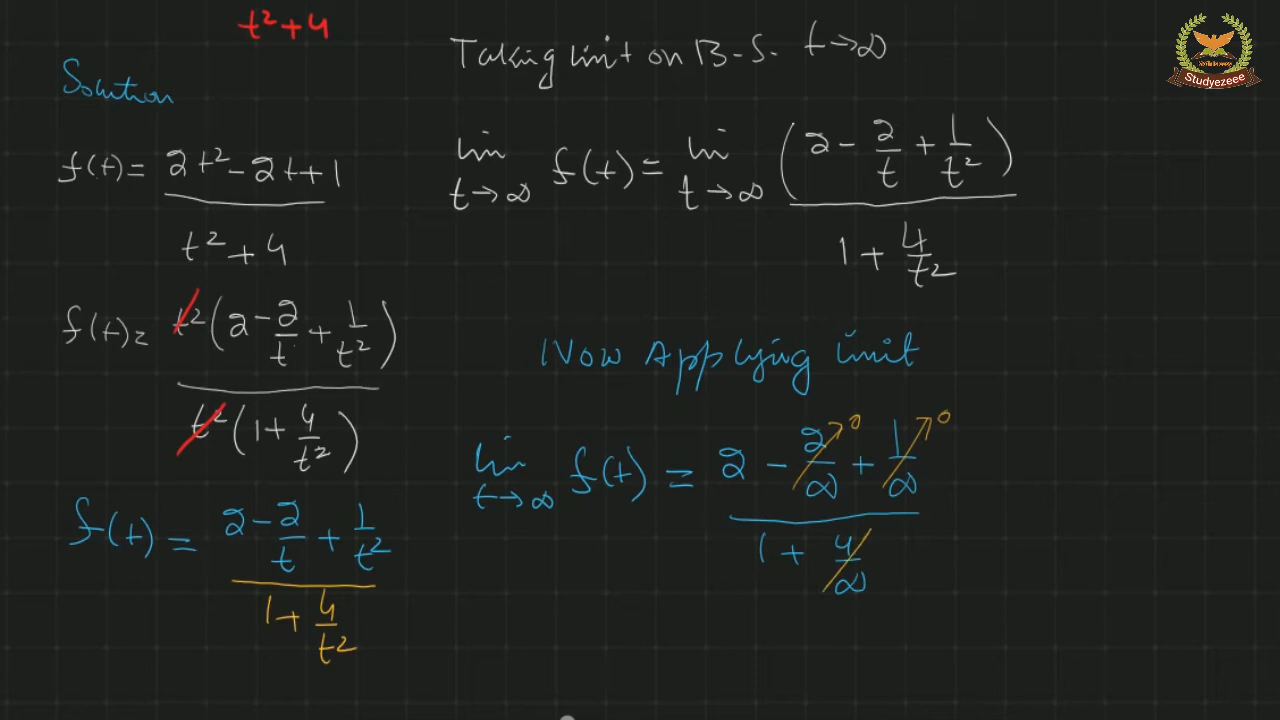 t² + 4
Solution
f(t) = 2t² - 2t + 1
t² + 4
f(t) = t² (2 - 2/t + 1/t²)
t² (1 + 4/t²)
f(t) = 2 - 2/t + 1/t²
1 + 4/t²
Taking limit on B.S. t → ∞
lim t → ∞ f(t) = lim t → ∞ (2 - 2/t + 1/t²)
1 + 4/t²
Now Applying limit
lim t → ∞ f(t) = 2 - 2/∞ → 0 + 1/∞ → 0
1 + 4/∞
Studyezeee